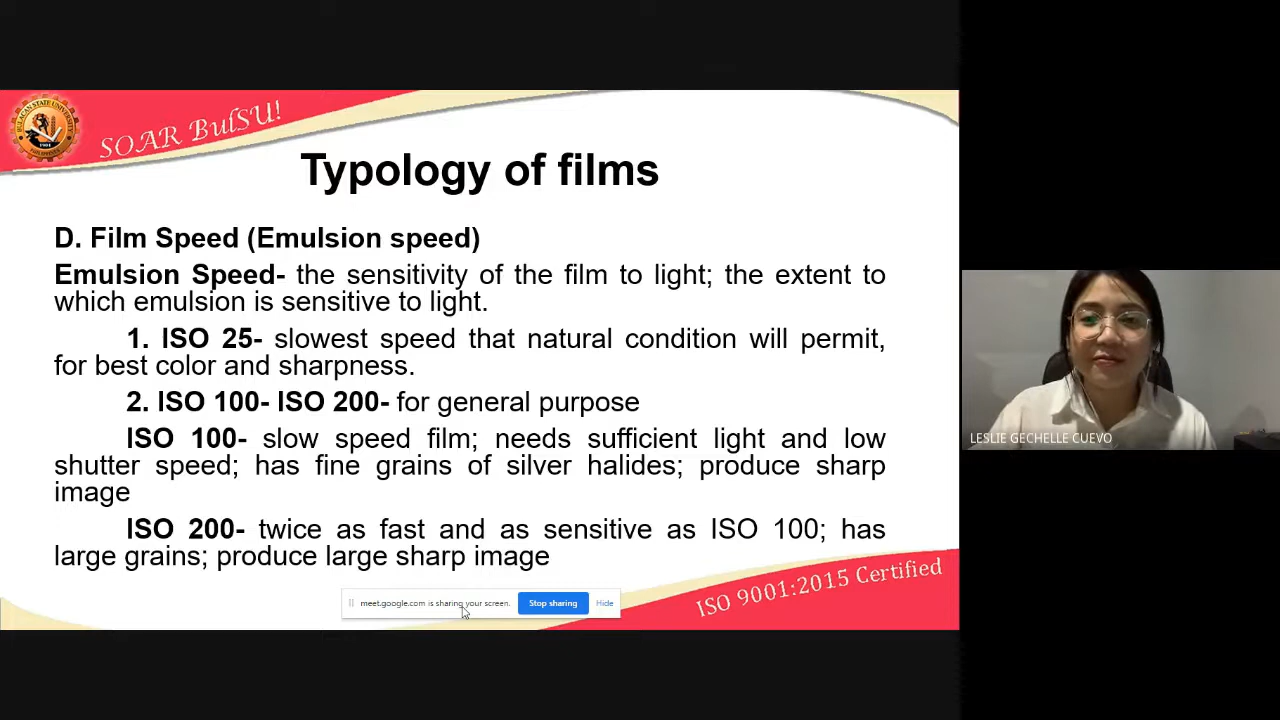 SOAR BulSU!
Typology of films
D. Film Speed (Emulsion speed)
Emulsion Speed- the sensitivity of the film to light; the extent to
which emulsion is sensitive to light.
1. ISO 25- slowest speed that natural condition will permit,
for best color and sharpness.
2. ISO 100- ISO 200- for general purpose
ISO 100- slow speed film; needs sufficient light and low
shutter speed; has fine grains of silver halides; produce sharp
image
ISO 200- twice as fast and as sensitive as ISO 100; has
large grains; produce large sharp image
meet.google.com is sharing your screen.
Stop sharing
Hide
ISO 9001:2015 Certified
LESLIE GECHELLE CUEVO